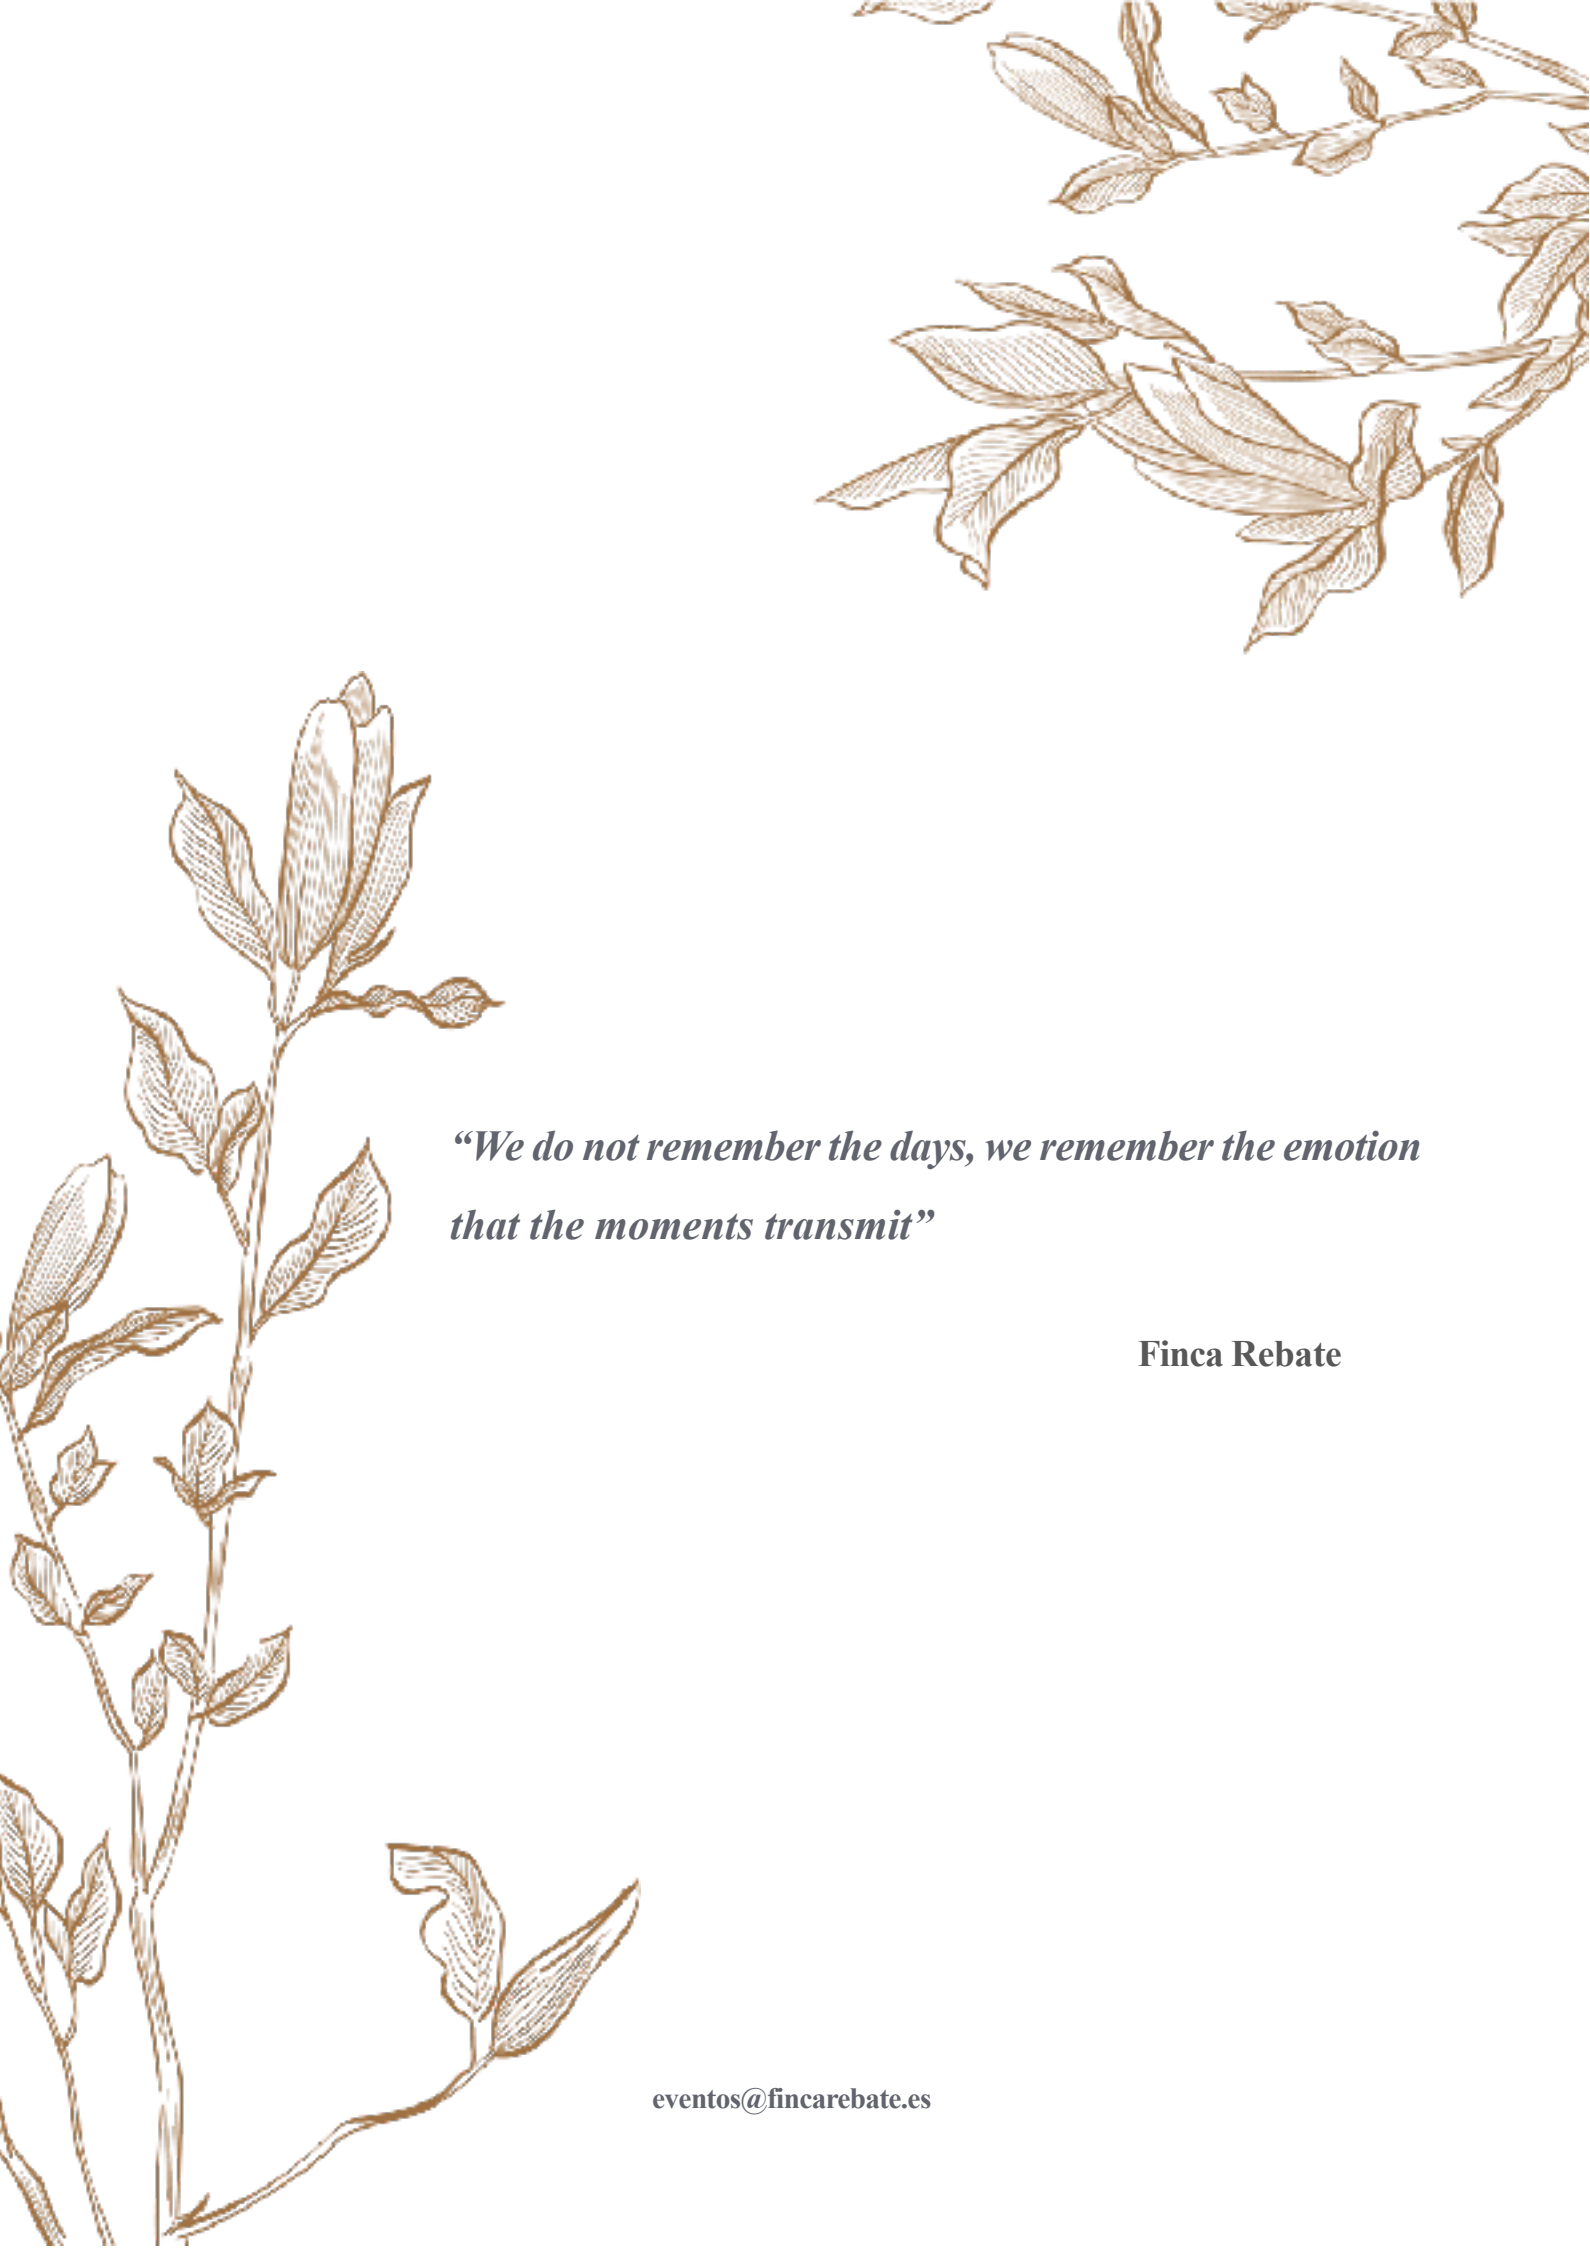 “We do not remember the days, we remember the emotion
that the moments transmit”
Finca Rebate
eventos@fincarebate.es